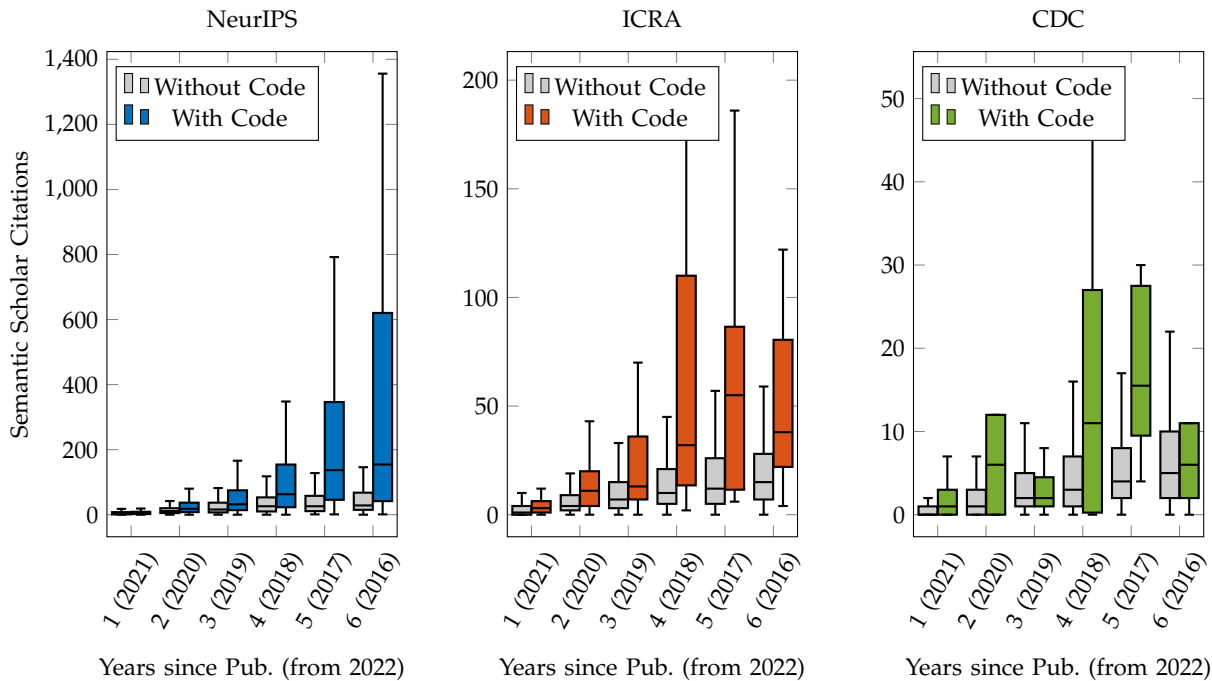 NeurIPS
1,400
1,200
1,000
800
600
400
200
0
Semantic Scholar Citations
Without Code
With Code
1 (2021)
2 (2020)
3 (2019)
4 (2018)
5 (2017)
6 (2016)
Years since Pub. (from 2022)
ICRA
200
150
100
50
0
Without Code
With Code
1 (2021)
2 (2020)
3 (2019)
4 (2018)
5 (2017)
6 (2016)
Years since Pub. (from 2022)
CDC
50
40
30
20
10
0
Without Code
With Code
1 (2021)
2 (2020)
3 (2019)
4 (2018)
5 (2017)
6 (2016)
Years since Pub. (from 2022)